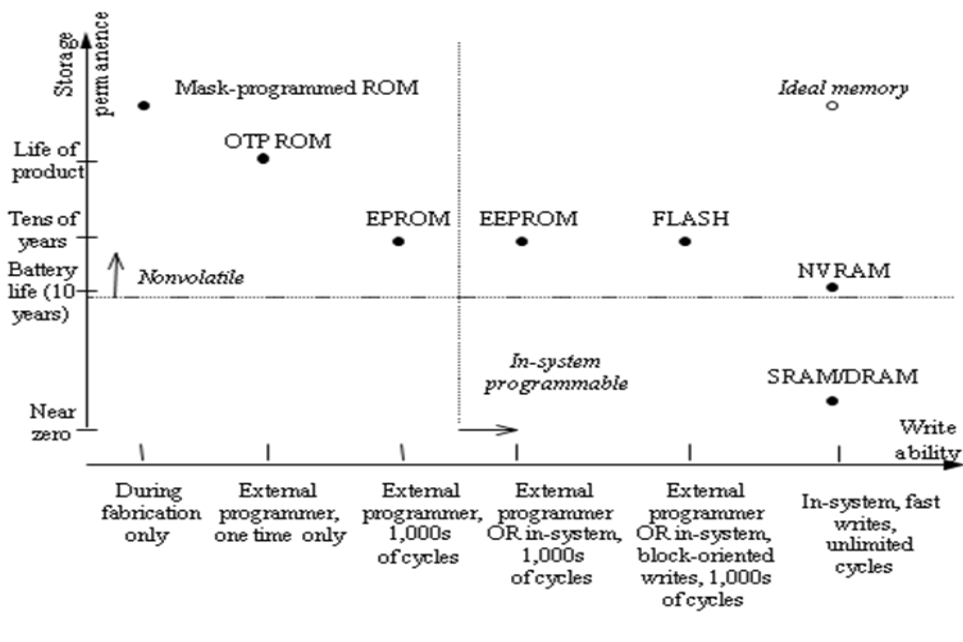 Storage
permanence
Mask-programmed ROM
Ideal memory
OTP ROM
Life of
product
EPROM
EEPROM
FLASH
Tens of
years
Nonvolatile
Battery
life (10
years)
NVRAM
In-system
programmable
SRAM/DRAM
Near
zero
Write
ability
During
fabrication
only
External
programmer,
one time only
External
programmer,
1,000s
of cycles
External
programmer
OR in-system,
1,000s
of cycles
External
programmer
OR in-system,
block-oriented
writes, 1,000s
of cycles
In-system, fast
writes,
unlimited
cycles